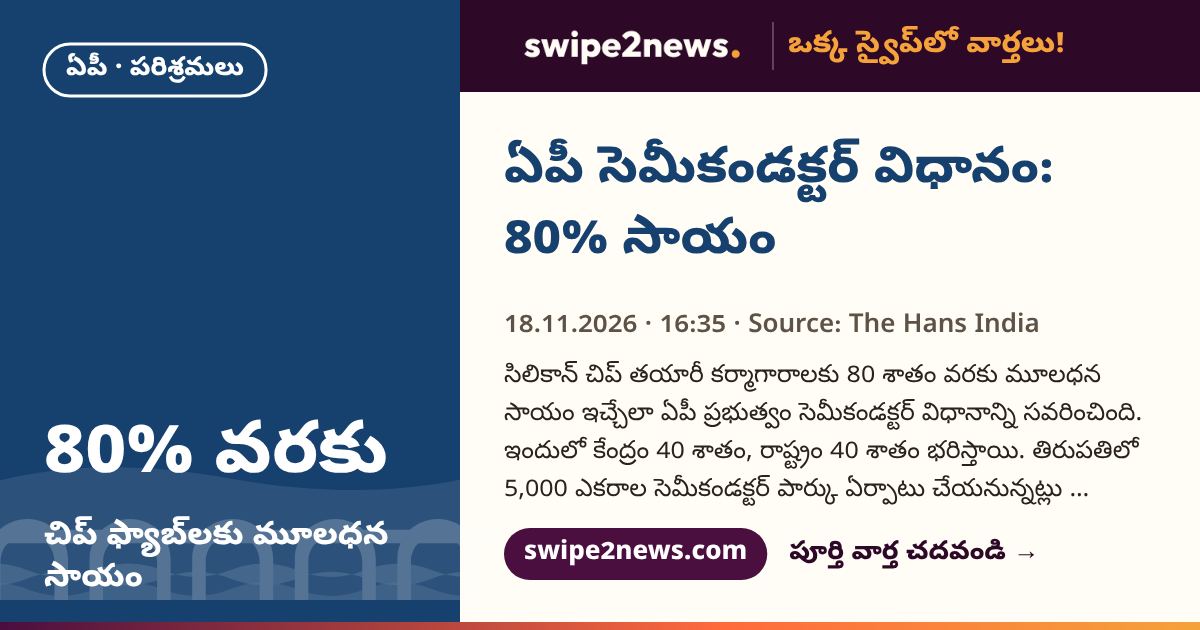 ఏపీ · పరిశ్రమలు
80% వరకు
చిప్ ఫ్యాబ్‌లకు మూలధన
సాయం
swipe2news.
ఒక్క స్వైప్‌లో వార్తలు!
ఏపీ సెమీకండక్టర్ విధానం:
80% సాయం
18.11.2026 · 16:35 · Source: The Hans India
సిలికాన్ చిప్ తయారీ కర్మాగారాలకు 80 శాతం వరకు మూలధన
సాయం ఇచ్చేలా ఏపీ ప్రభుత్వం సెమీకండక్టర్ విధానాన్ని సవరించింది.
ఇందులో కేంద్రం 40 శాతం, రాష్ట్రం 40 శాతం భరిస్తాయి. తిరుపతిలో
5,000 ఎకరాల సెమీకండక్టర్ పార్కు ఏర్పాటు చేయనున్నట్లు ...
swipe2news.com
పూర్తి వార్త చదవండి →